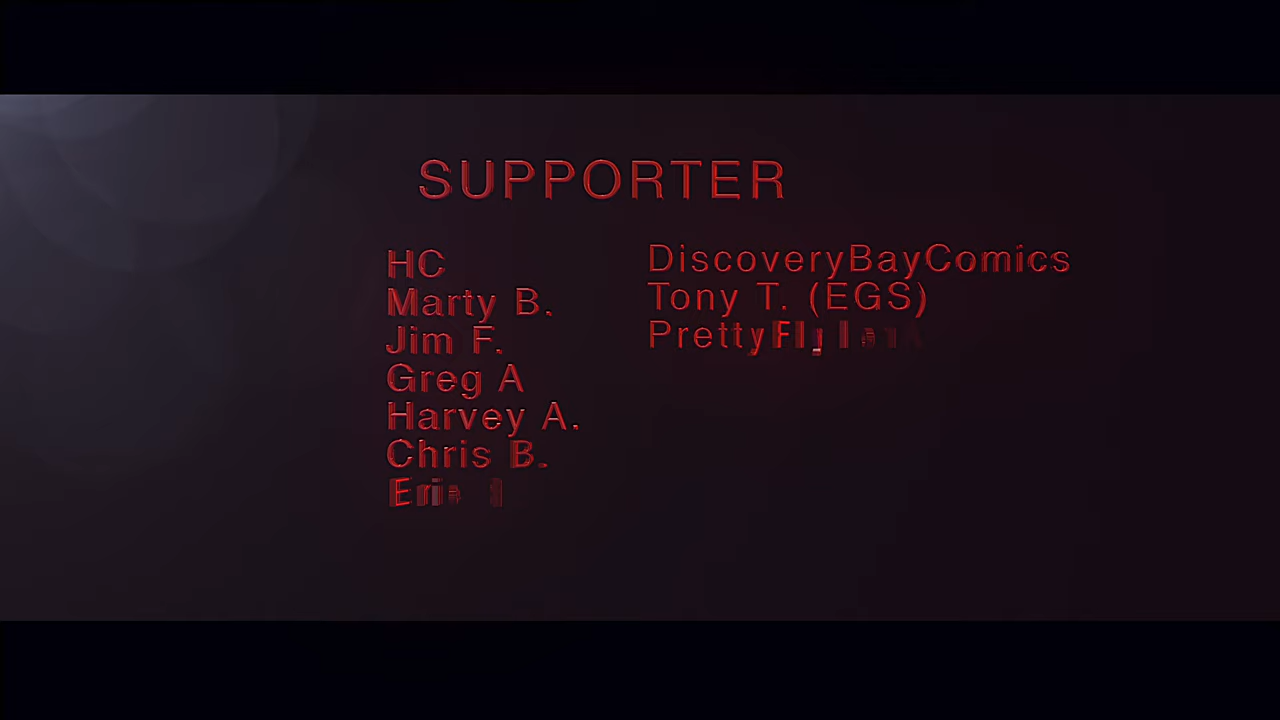 SUPPORTER
HC
Marty B.
Jim F.
Greg A
Harvey A.
Chris B.
DiscoveryBayComics
Tony T. (EGS)